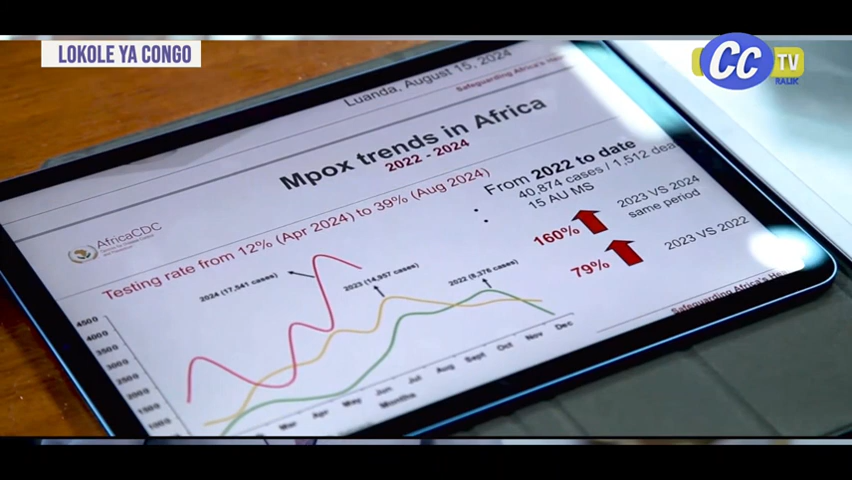 LOKOLE YA CONGO
CC TV
RALIK
Luanda, August 15, 2024
Safeguarding Africa's Hea
Mpox trends in Africa
2022 - 2024
AfricaCDC
Testing rate from 12% (Apr 2024) to 39% (Aug 2024)
From 2022 to date
40,874 cases / 1,512 dea
15 AU MS
160%
2023 VS 2024
same period
79%
2023 VS 2022
2024 (17,541 cases)
2023 (14,957 cases)
2022 (8,376 cases)
4500
4000
3500
3000
2500
2000
1500
1000
Mar Apr May Jun Jul Aug Sept Oct Nov Dec
Months
Safeguarding Africa's Hea